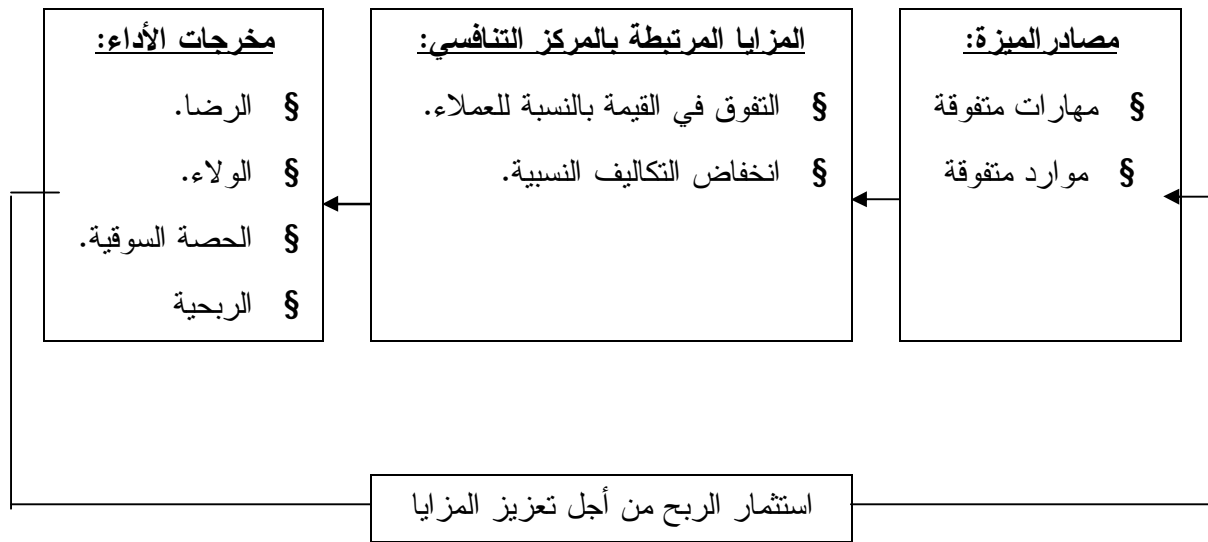 مصادر الميزة:
§ مهارات متفوقة
§ موارد متفوقة
المزايا المرتبطة بالمركز التنافسي:
§ التفوق في القيمة بالنسبة للعملاء.
§ انخفاض التكاليف النسبية.
مخرجات الأداء:
§ الرضا.
§ الولاء.
§ الحصة السوقية.
§ الربحية
استثمار الربح من أجل تعزيز المزايا